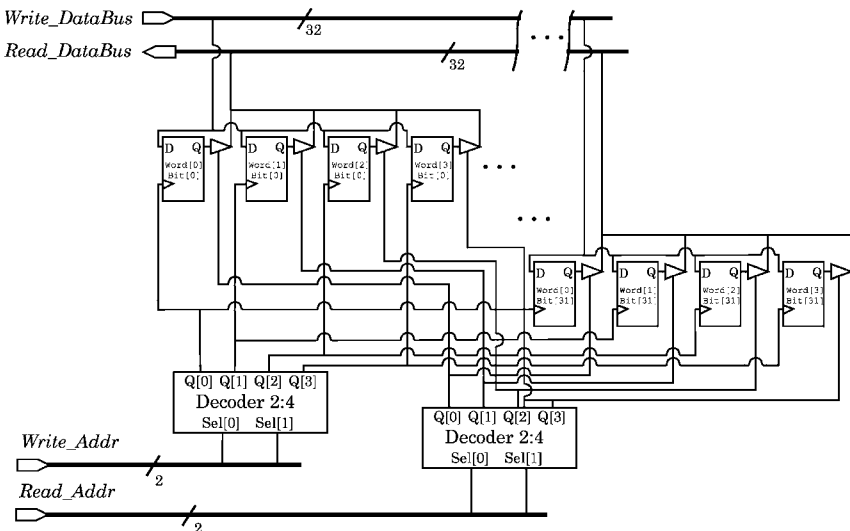 Write_DataBus
32
Read_DataBus
32
D Q
Word[0]
Bit[0]
D Q
Word[1]
Bit[0]
D Q
Word[2]
Bit[0]
D Q
Word[3]
Bit[0]
D Q
Word[0]
Bit[31]
D Q
Word[1]
Bit[31]
D Q
Word[2]
Bit[31]
D Q
Word[3]
Bit[31]
Q[0] Q[1] Q[2] Q[3]
Decoder 2:4
Sel[0] Sel[1]
Q[0] Q[1] Q[2] Q[3]
Decoder 2:4
Sel[0] Sel[1]
Write_Addr
2
Read_Addr
2